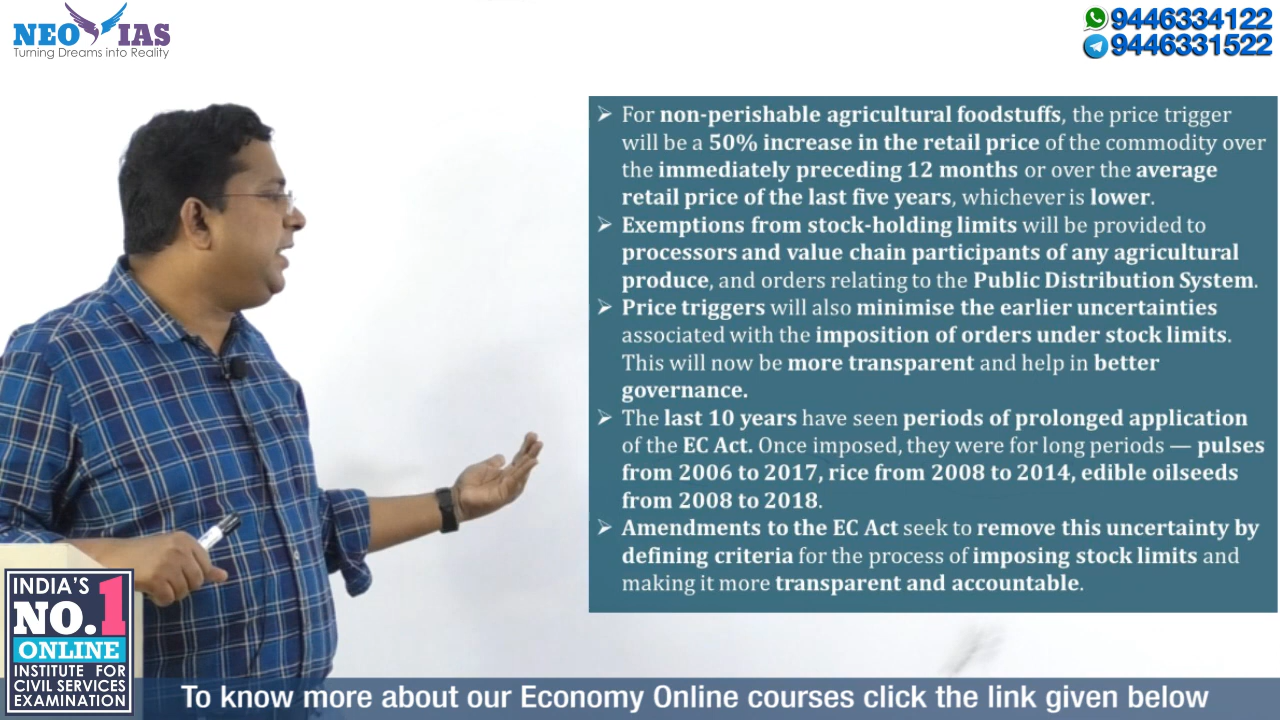 NEO IAS
Turning Dreams into Reality
9446334122
9446331522
➢ For non-perishable agricultural foodstuffs, the price trigger
will be a 50% increase in the retail price of the commodity over
the immediately preceding 12 months or over the average
retail price of the last five years, whichever is lower.
➢ Exemptions from stock-holding limits will be provided to
processors and value chain participants of any agricultural
produce, and orders relating to the Public Distribution System.
➢ Price triggers will also minimise the earlier uncertainties
associated with the imposition of orders under stock limits.
This will now be more transparent and help in better
governance.
➢ The last 10 years have seen periods of prolonged application
of the EC Act. Once imposed, they were for long periods — pulses
from 2006 to 2017, rice from 2008 to 2014, edible oilseeds
from 2008 to 2018.
➢ Amendments to the EC Act seek to remove this uncertainty by
defining criteria for the process of imposing stock limits and
making it more transparent and accountable.
INDIA'S
NO.1
ONLINE
INSTITUTE FOR
CIVIL SERVICES
EXAMINATION
To know more about our Economy Online courses click the link given below